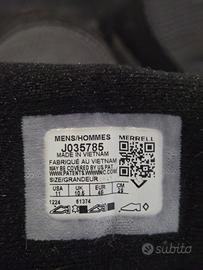 MENS/HOMMES MERRELL
J035785
MADE IN VIETNAM
FABRIQUÉ AU VIETNAM
MAY BE COVERED BY US PAT.
WWW.PATENTS.WWWINC.COM
SIZE/GRANDEUR
USA UK EUR CM
11 10.5 45 29
1224 81374
subito